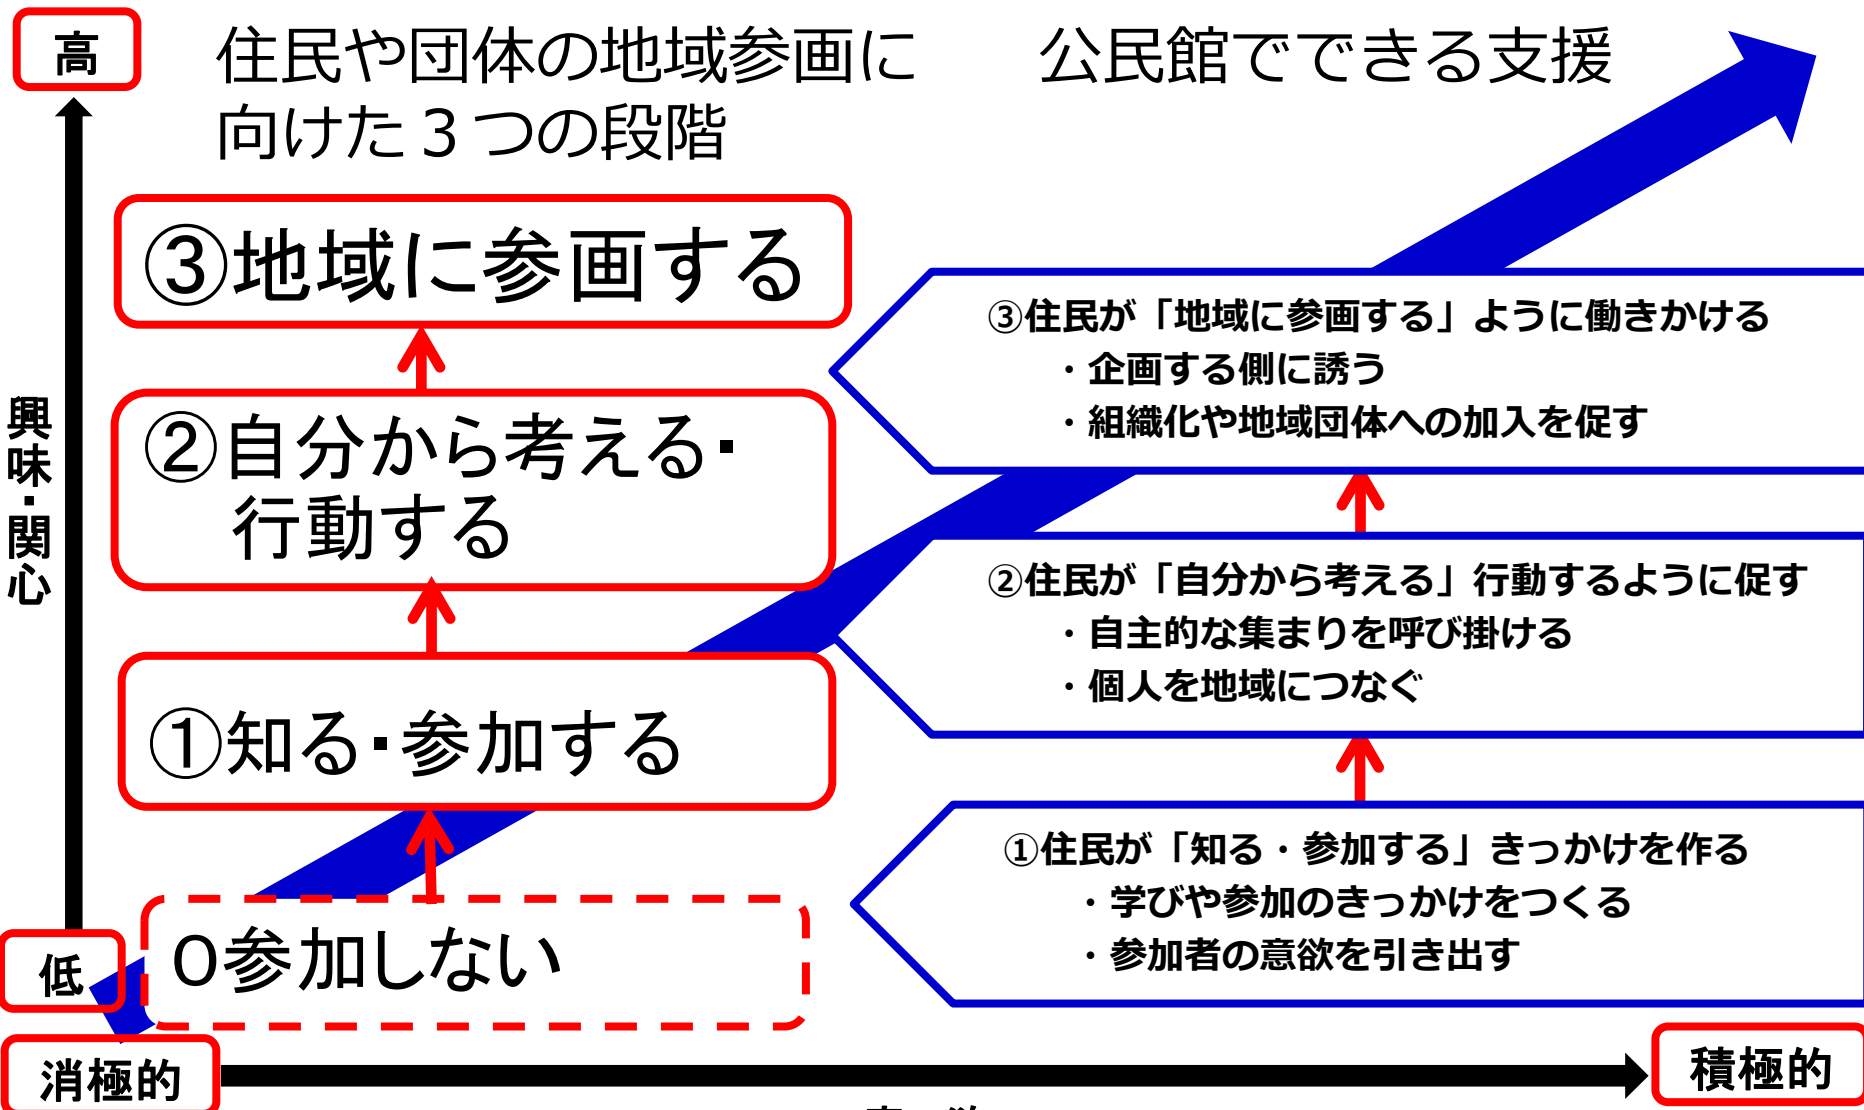 高
住民や団体の地域参画に
向けた３つの段階
公民館でできる支援
③地域に参画する
②自分から考える・
行動する
①知る・参加する
0参加しない
興味・関心
低
消極的
積極的
③住民が「地域に参画する」ように働きかける
・企画する側に誘う
・組織化や地域団体への加入を促す
②住民が「自分から考える」行動するように促す
・自主的な集まりを呼び掛ける
・個人を地域につなぐ
①住民が「知る・参加する」きっかけを作る
・学びや参加のきっかけをつくる
・参加者の意欲を引き出す